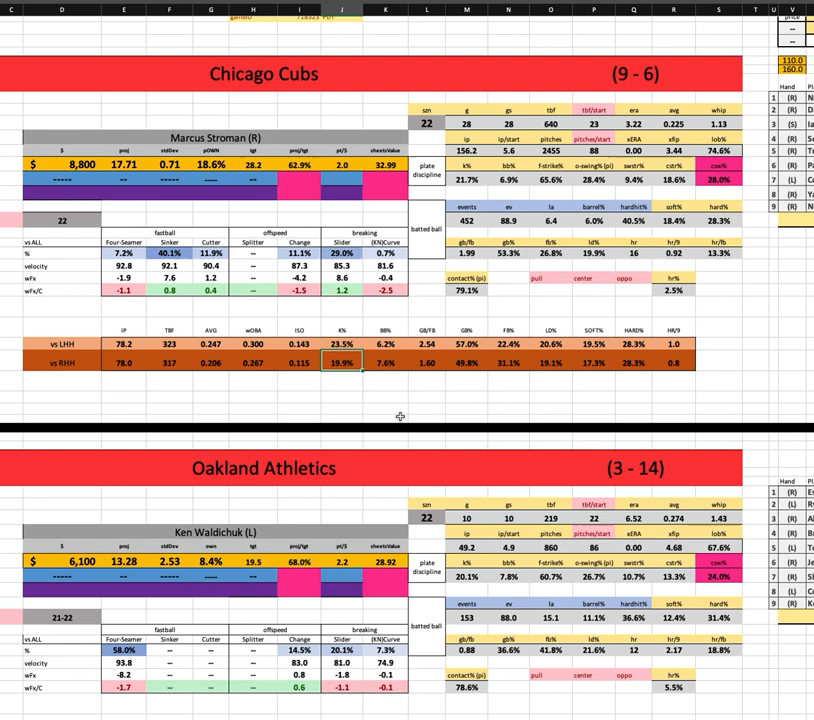 C D E F G H I J K L M N O P Q R S T U V W
price
--
--
Chicago Cubs (9 - 6)
110.0
160.0
Hand
szn g gs tbf tbf/start era avg whip
22 28 28 640 23 3.22 0.225 1.13
Marcus Stroman (R)
ip ip/start pitches pitches/start xERA xfip lob%
156.2 5.6 2455 88 0.00 3.44 74.6%
$ proj stdDev pOWN tgt proj/tgt pt/$ sheetsValue
$ 8,800 17.71 0.71 18.6% 28.2 62.9% 2.0 32.99
plate discipline
k% bb% f-strike% o-swing% (pi) swstr% cstr% csw%
21.7% 6.9% 65.6% 28.4% 9.4% 18.6% 28.0%
----- -- --- --
1 (R)
2 (R)
3 (S)
4 (R)
5 (R)
6 (R)
7 (L)
8 (R)
9 (R)
events ev la barrel% hardhit% soft% hard%
22
452 88.9 6.4 6.0% 40.5% 18.4% 28.3%
fastball offspeed breaking
batted ball
vs ALL Four-Seamer Sinker Cutter Splitter Change Slider (KN)Curve
gb/fb gb% fb% ld% hr hr/9 hr/fb
% 7.2% 40.1% 11.9% -- 11.1% 29.0% 0.7%
1.99 53.3% 26.8% 19.9% 16 0.92 13.3%
velocity 92.8 92.1 90.4 -- 87.3 85.3 81.6
wFx -1.9 7.6 1.2 -- -4.2 8.6 -0.4
contact% (pi) pull center oppo hr%
wFx/C -1.1 0.8 0.4 -- -1.5 1.2 -2.5
79.1% 2.5%
IP TBF AVG wOBA ISO K% BB% GB/FB GB% FB% LD% SOFT% HARD% HR/9
vs LHH 78.2 323 0.247 0.300 0.143 23.5% 6.2% 2.54 57.0% 22.4% 20.6% 19.5% 28.3% 1.0
vs RHH 78.0 317 0.206 0.267 0.115 19.9% 7.6% 1.60 49.8% 31.1% 19.1% 17.3% 28.3% 0.8
Oakland Athletics (3 - 14)
Hand
szn g gs tbf tbf/start era avg whip
22 10 10 219 22 6.52 0.274 1.43
Ken Waldichuk (L)
ip ip/start pitches pitches/start xERA xfip lob%
49.2 4.9 860 86 0.00 4.68 67.6%
$ proj stdDev own tgt proj/tgt pt/$ sheetsValue
$ 6,100 13.28 2.53 8.4% 19.5 68.0% 2.2 28.92
plate discipline
k% bb% f-strike% o-swing% (pi) swstr% cstr% csw%
20.1% 7.8% 60.7% 26.7% 10.7% 13.3% 24.0%
----- -- --- --
1 (R)
2 (L)
3 (R)
4 (R)
5 (L)
6 (R)
7 (R)
8 (L)
9 (R)
events ev la barrel% hardhit% soft% hard%
21-22
153 88.0 15.1 11.1% 36.6% 12.4% 31.4%
fastball offspeed breaking
batted ball
vs ALL Four-Seamer Sinker Cutter Splitter Change Slider (KN)Curve
gb/fb gb% fb% ld% hr hr/9 hr/fb
% 58.0% -- -- -- 14.5% 20.1% 7.3%
0.88 36.6% 41.8% 21.6% 12 2.17 18.8%
velocity 93.8 -- -- -- 83.0 81.0 74.9
wFx -8.2 -- -- -- 0.8 -1.8 -0.1
contact% (pi) pull center oppo hr%
wFx/C -1.7 -- -- -- 0.6 -1.1 -0.1
78.6% 5.5%